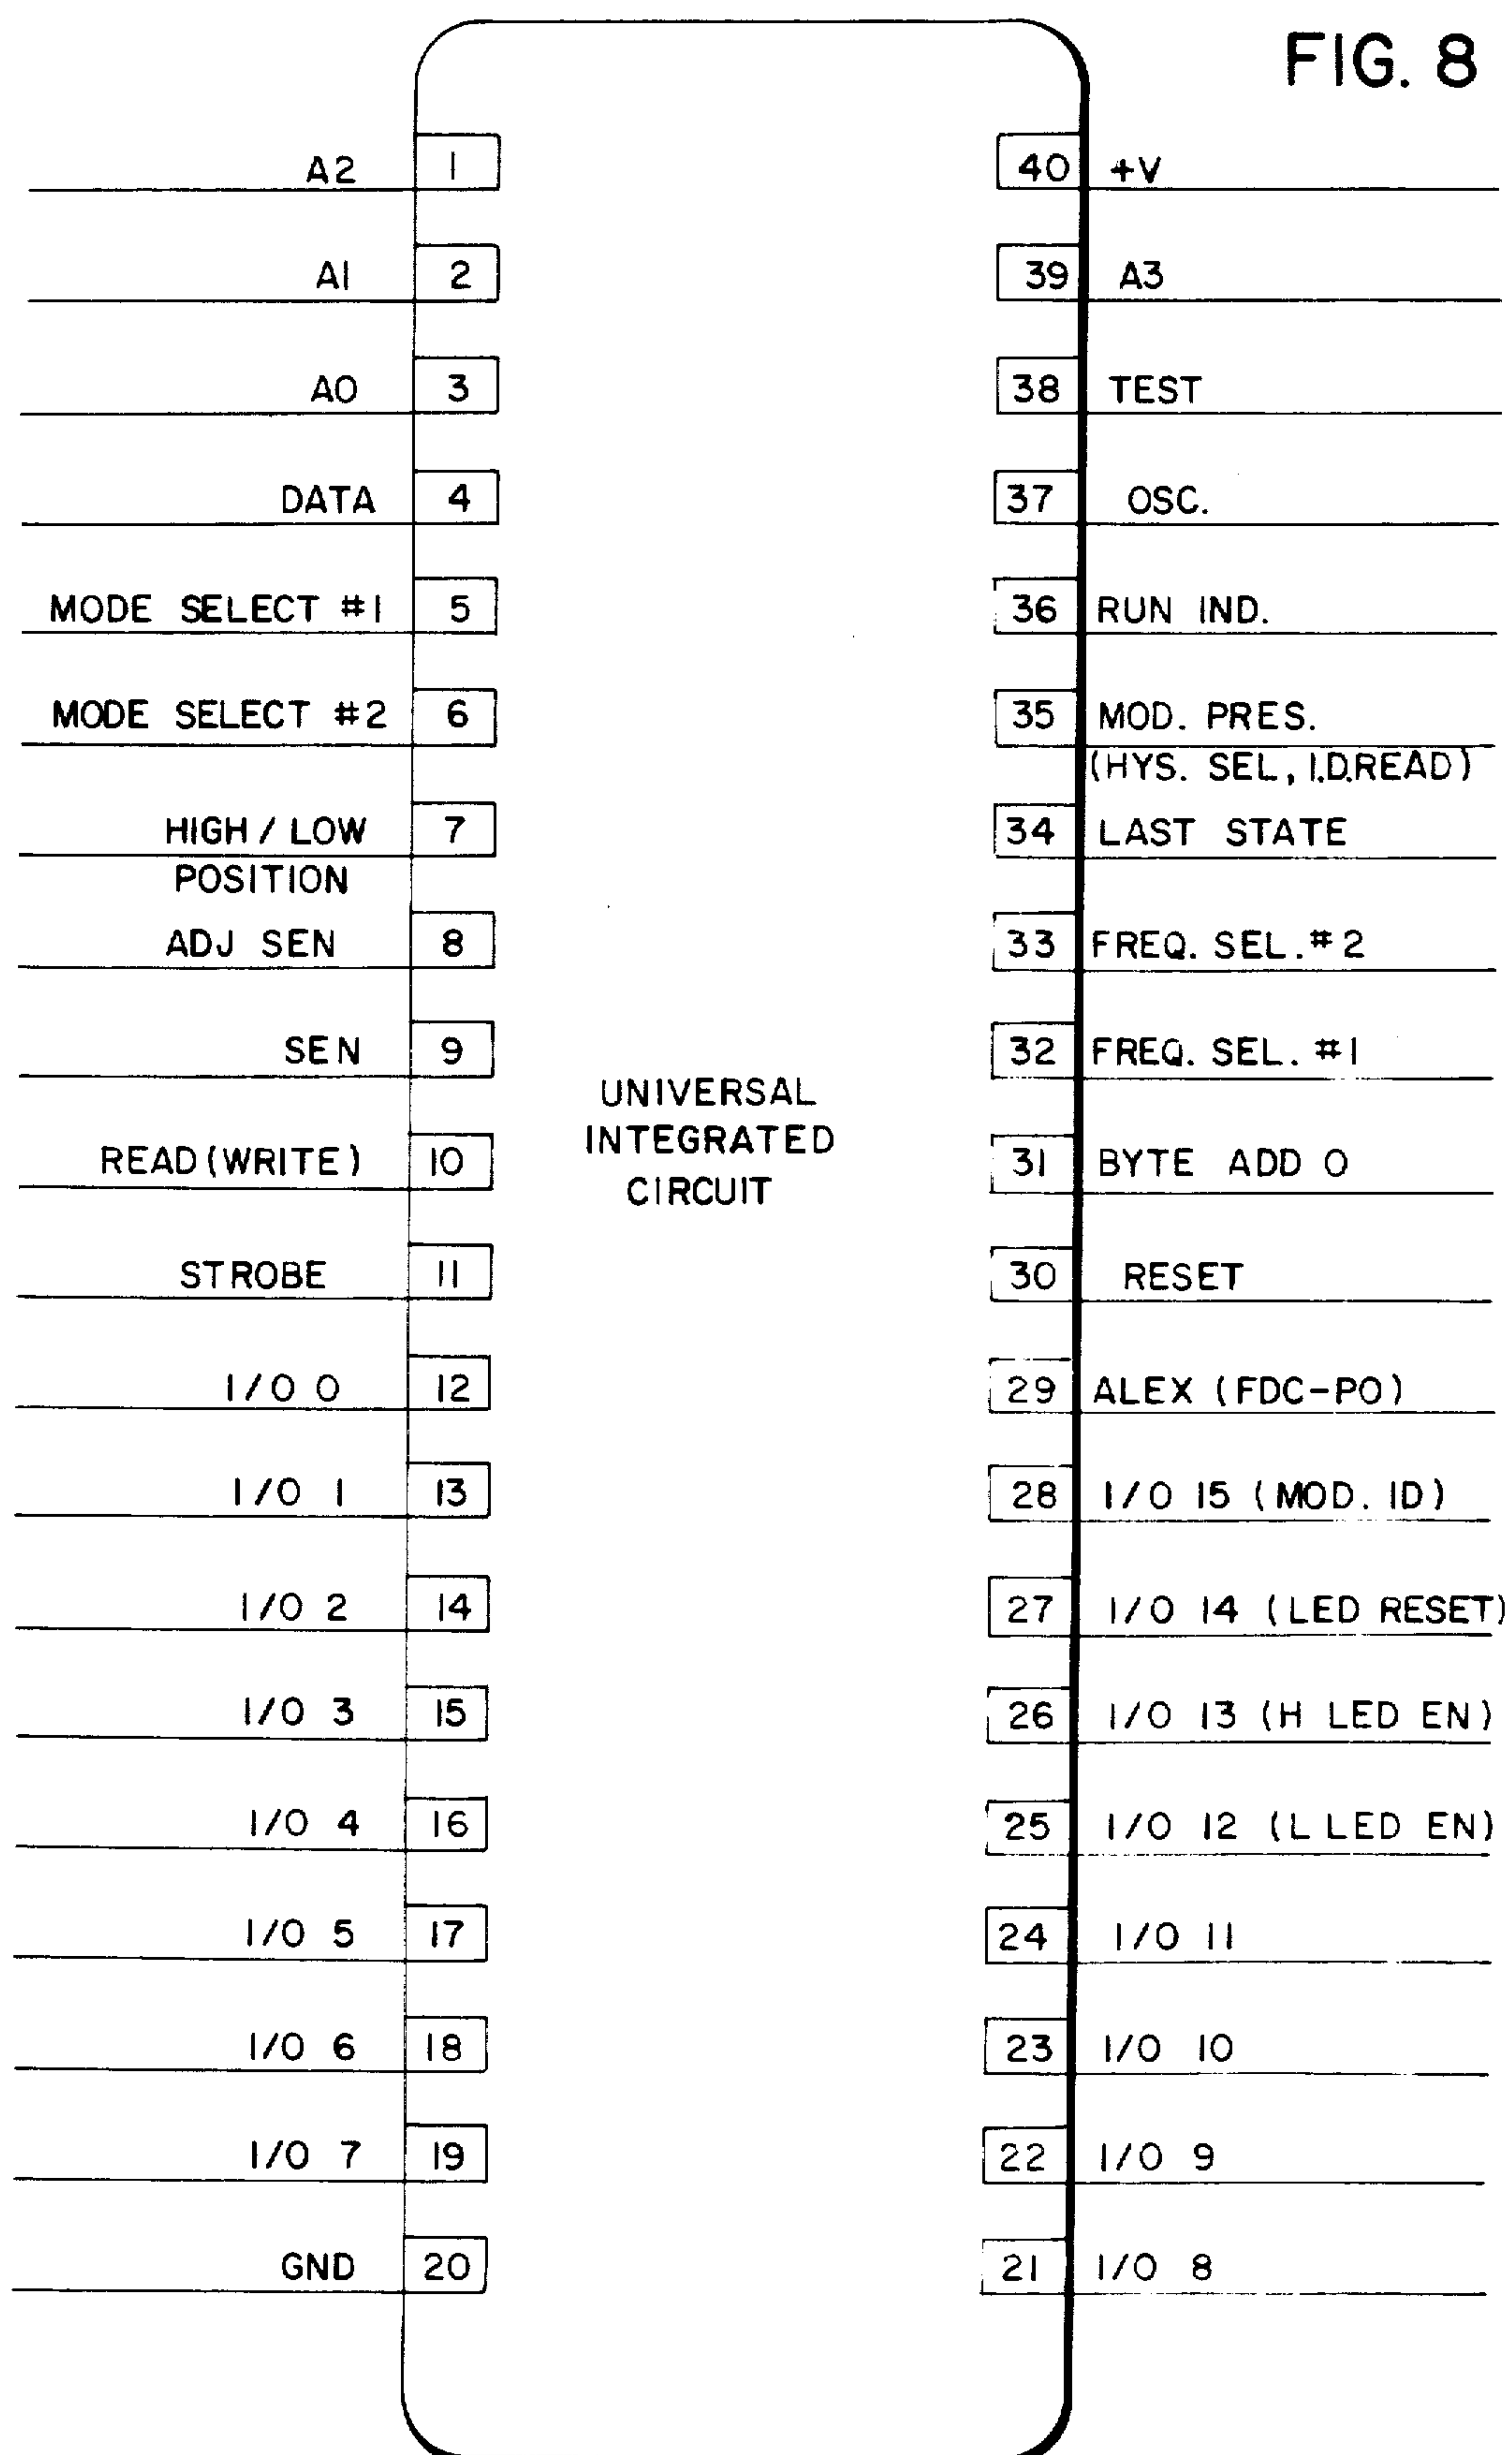 FIG. 8
A2 1
A1 2
A0 3
DATA 4
MODE SELECT #1 5
MODE SELECT #2 6
HIGH / LOW 7
POSITION
ADJ SEN 8
SEN 9
READ (WRITE) 10
STROBE 11
I/O 0 12
I/O 1 13
I/O 2 14
I/O 3 15
I/O 4 16
I/O 5 17
I/O 6 18
I/O 7 19
GND 20
UNIVERSAL
INTEGRATED
CIRCUIT
40 +V
39 A3
38 TEST
37 OSC.
36 RUN IND.
35 MOD. PRES.
(HYS. SEL, I.D.READ)
34 LAST STATE
33 FREQ. SEL. #2
32 FREQ. SEL. #1
31 BYTE ADD 0
30 RESET
29 ALEX (FDC-PO)
28 I/O 15 (MOD. ID)
27 I/O 14 (LED RESET)
26 I/O 13 (H LED EN)
25 I/O 12 (L LED EN)
24 I/O 11
23 I/O 10
22 I/O 9
21 I/O 8